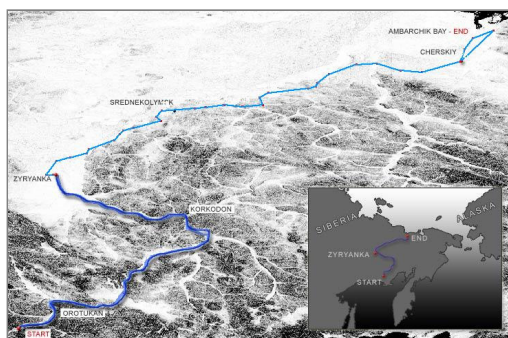 AMBARCHIK BAY - END
CHERSKIY
SREDNEKOLYMSK
ZYRYANKA
KORKODON
OROTUKAN
START
SIBERIA
ALASKA
END
ZYRYANKA
START